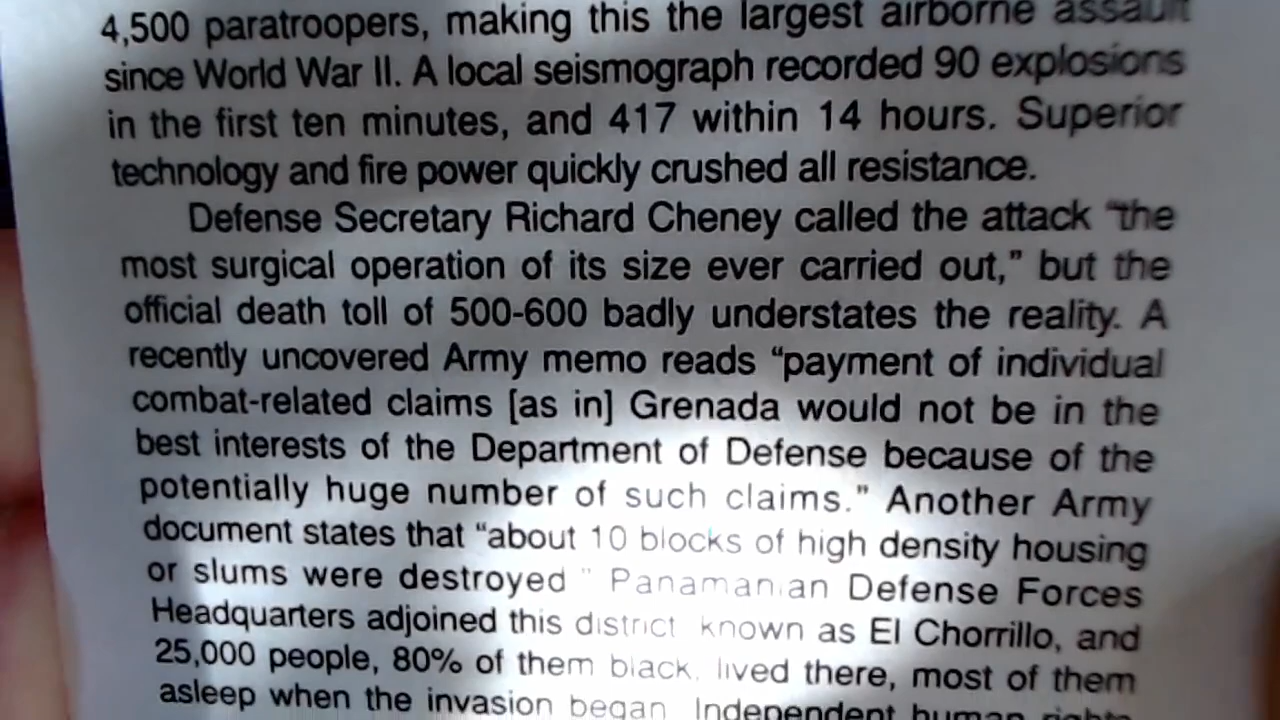 4,500 paratroopers, making this the largest airborne assault
since World War II. A local seismograph recorded 90 explosions
in the first ten minutes, and 417 within 14 hours. Superior
technology and fire power quickly crushed all resistance.
Defense Secretary Richard Cheney called the attack “the
most surgical operation of its size ever carried out,” but the
official death toll of 500-600 badly understates the reality. A
recently uncovered Army memo reads “payment of individual
combat-related claims [as in] Grenada would not be in the
best interests of the Department of Defense because of the
potentially huge number of such claims.” Another Army
document states that “about 10 blocks of high density housing
or slums were destroyed ” Panamanian Defense Forces
Headquarters adjoined this district known as El Chorrillo, and
25,000 people, 80% of them black, lived there, most of them
asleep when the invasion began Independent human rights